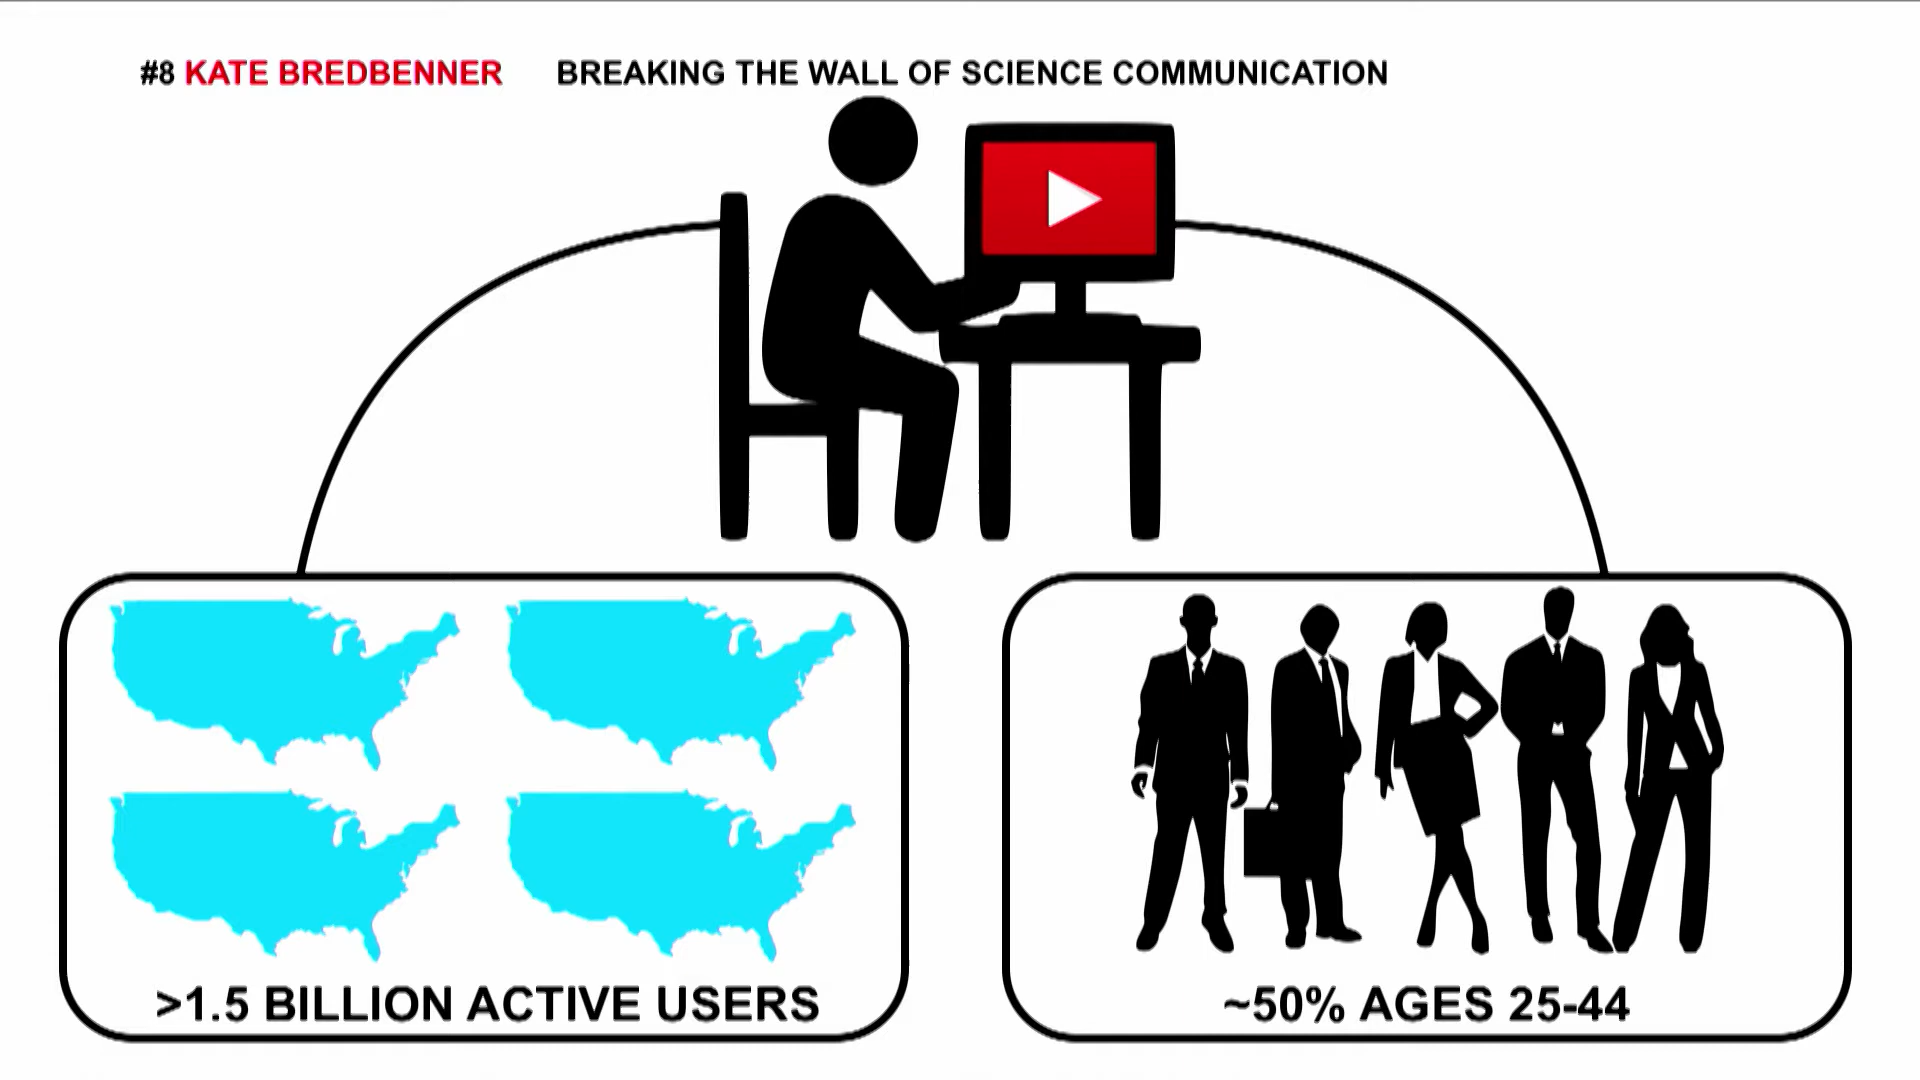 #8 KATE BREDBENNER BREAKING THE WALL OF SCIENCE COMMUNICATION
>1.5 BILLION ACTIVE USERS
~50% AGES 25-44